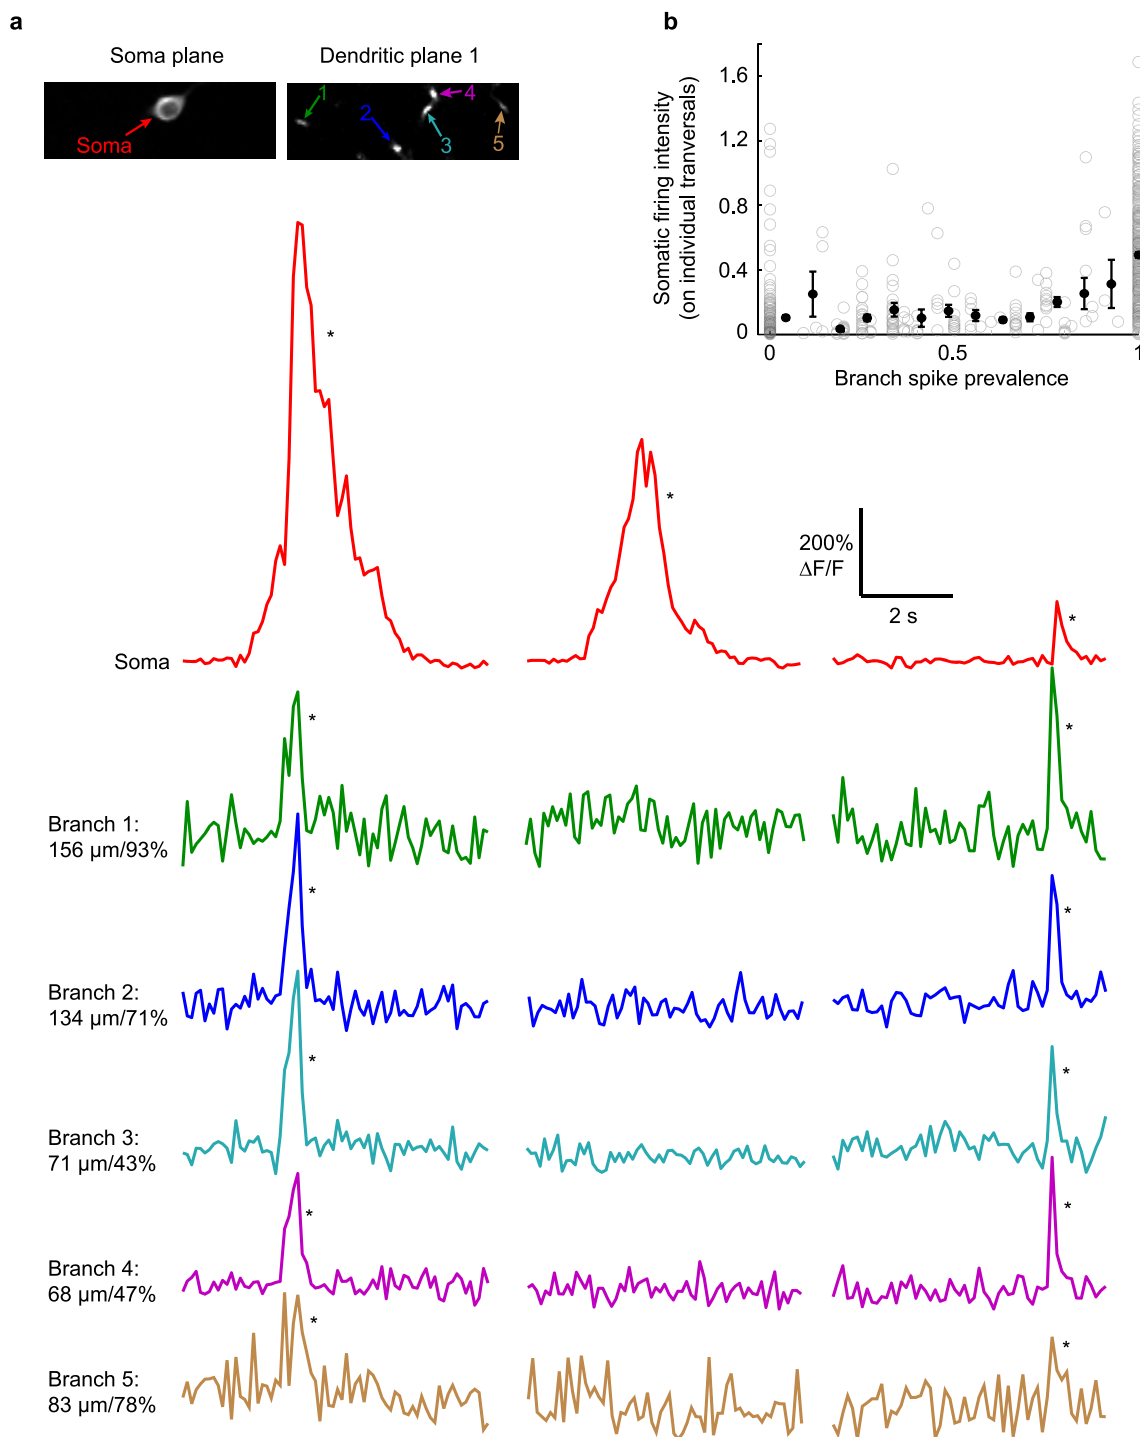 a
Soma plane
Dendritic plane 1
Soma
1
2
3
4
5
b
Somatic firing intensity
(on individual tranversals)
1.6
1.2
0.8
0.4
0
0
0.5
1
Branch spike prevalence
*
*
200%
ΔF/F
2 s
*
Soma
*
*
Branch 1:
156 µm/93%
*
*
Branch 2:
134 µm/71%
*
*
Branch 3:
71 µm/43%
*
*
Branch 4:
68 µm/47%
*
*
Branch 5:
83 µm/78%